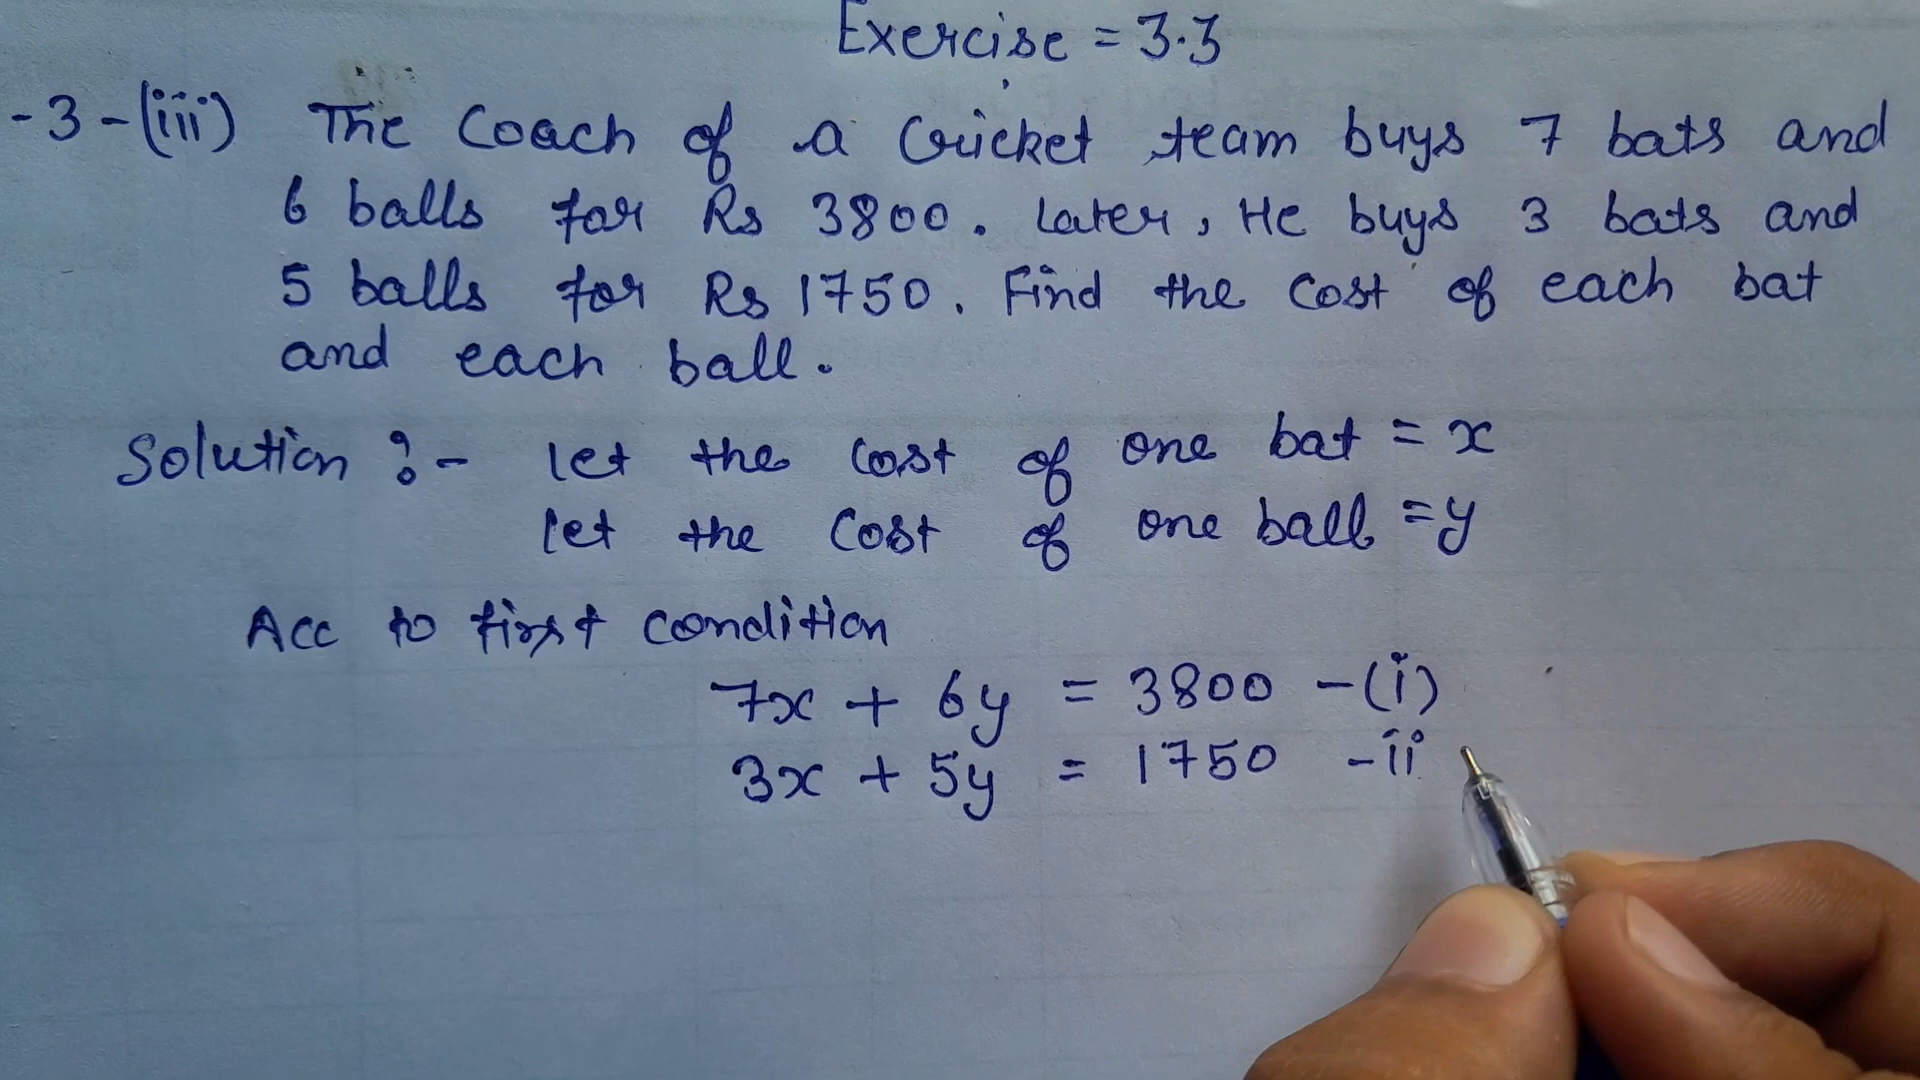 Exercise = 3.3
-3-(iii) The Coach of a Cricket team buys 7 bats and
6 balls for Rs 3800. Later, He buys 3 bats and
5 balls for Rs 1750. Find the cost of each bat
and each ball.
Solution :- let the cost of one bat = x
let the cost of one ball = y
Acc to first condition
7x + 6y = 3800 -(i)
3x + 5y = 1750 -ii